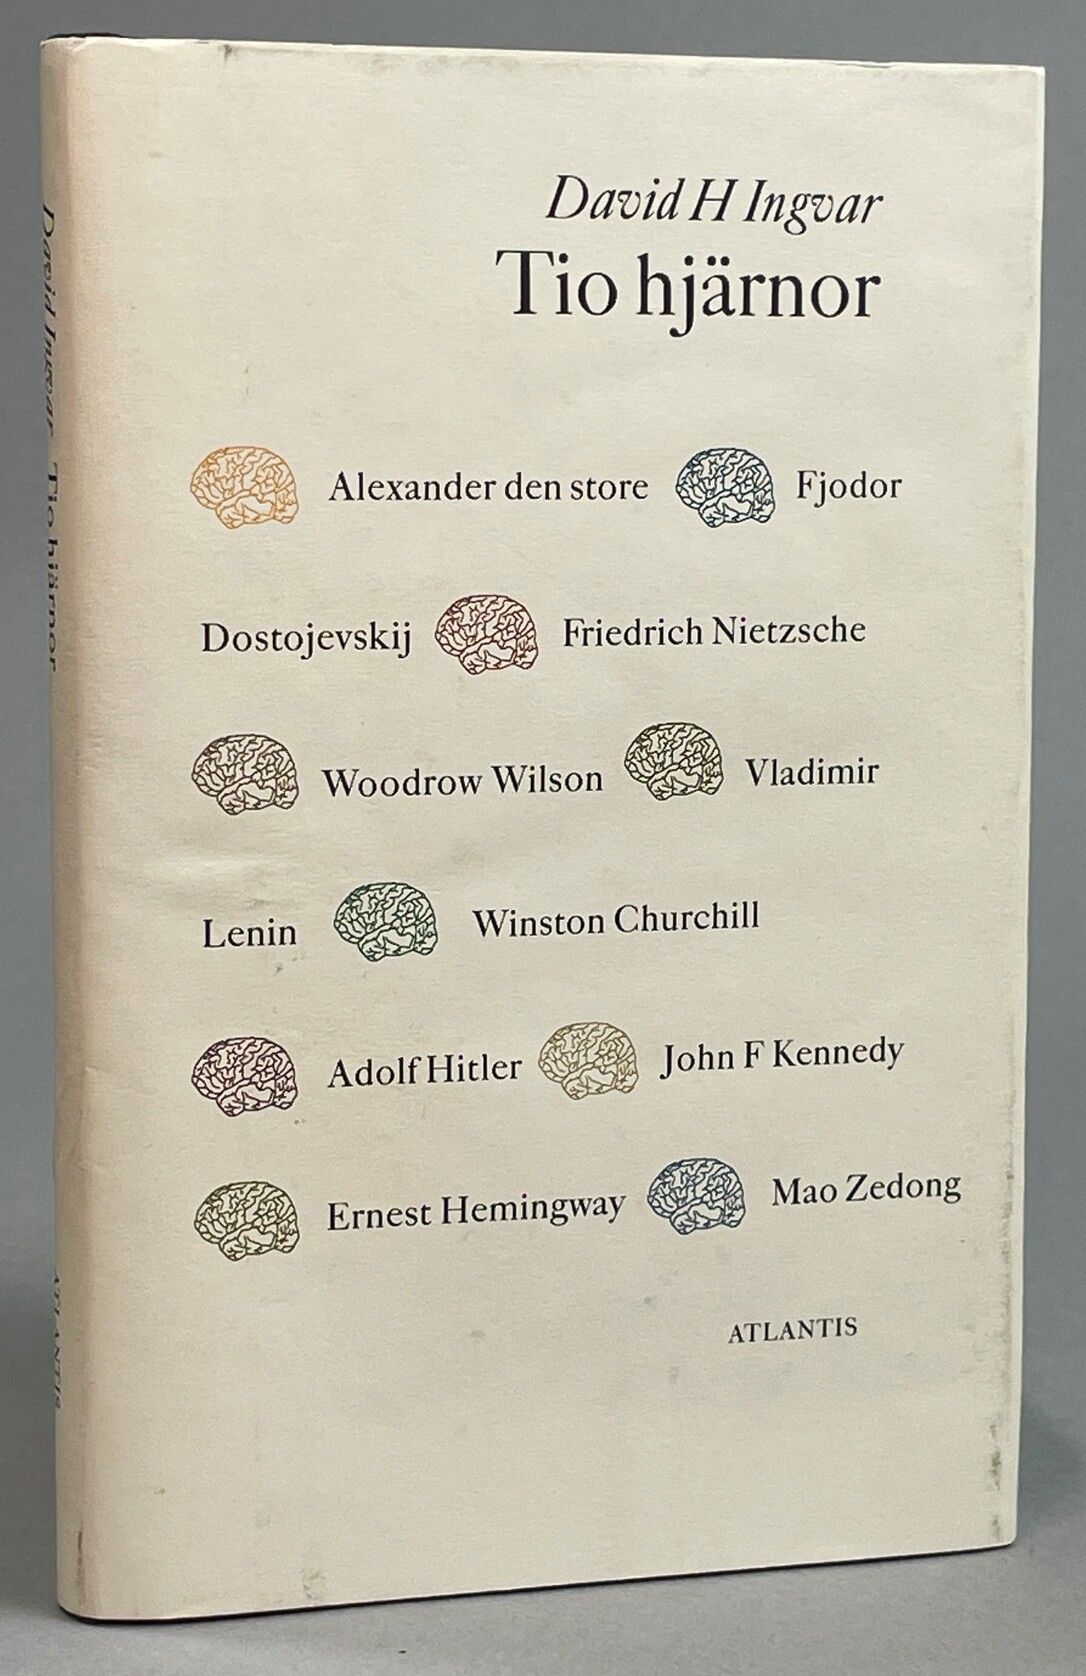 David H Ingvar
Tio hjärnor
Alexander den store Fjodor
Dostojevskij Friedrich Nietzsche
Woodrow Wilson Vladimir
Lenin Winston Churchill
Adolf Hitler John F Kennedy
Ernest Hemingway Mao Zedong
ATLANTIS
David Ingvar Tio hjärnor ATLANTIS